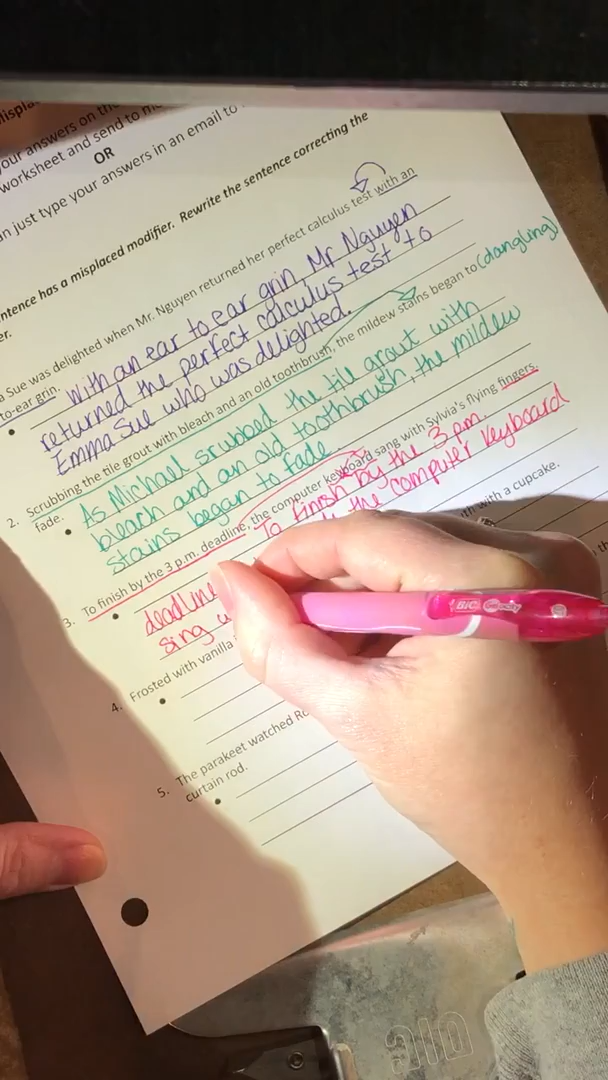 your answers on the
worksheet and send to me
OR
just type your answers in an email to
sentence has a misplaced modifier. Rewrite the sentence correcting the
Sue was delighted when Mr. Nguyen returned her perfect calculus test with an
to-ear grin.
With an ear to ear grin Mr Nguyen
returned the perfect calculus test to
Emma Sue who was delighted.
2. Scrubbing the tile grout with bleach and an old toothbrush, the mildew stains began to (dangling)
fade.
As Michael srubbed the tile grout with
bleach and an old toothbrush, the mildew
stains began to fade
3. To finish by the 3 p.m. deadline, the computer keyboard sang with Sylvia's flying fingers.
To finish by the 3 p.m.
deadline the computer keyboard
sing
4. Frosted with vanilla with a cupcake.
5. The parakeet watched
curtain rod.
BIC